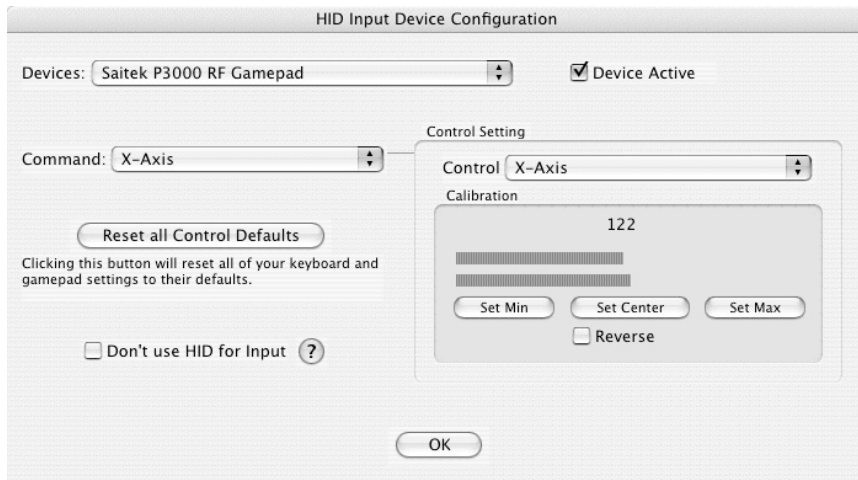 HID Input Device Configuration
Devices: Saitek P3000 RF Gamepad
Device Active
Command: X-Axis
Control Setting
Control X-Axis
Calibration
122
Set Min Set Center Set Max
Reverse
Reset all Control Defaults
Clicking this button will reset all of your keyboard and
gamepad settings to their defaults.
Don't use HID for Input ?
OK